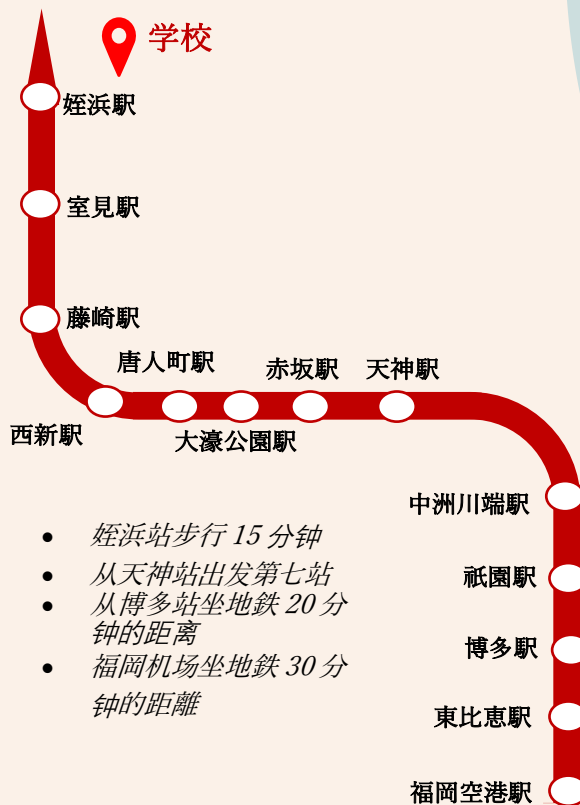 学校
姪浜駅
室見駅
藤崎駅
唐人町駅
赤坂駅
天神駅
西新駅
大濠公園駅
中洲川端駅
祇園駅
博多駅
東比恵駅
福岡空港駅
• 姪浜站步行 15 分钟
• 从天神站出发第七站
• 从博多站坐地鉄 20 分
钟的距离
• 福岡机场坐地鉄 30 分
钟的距離